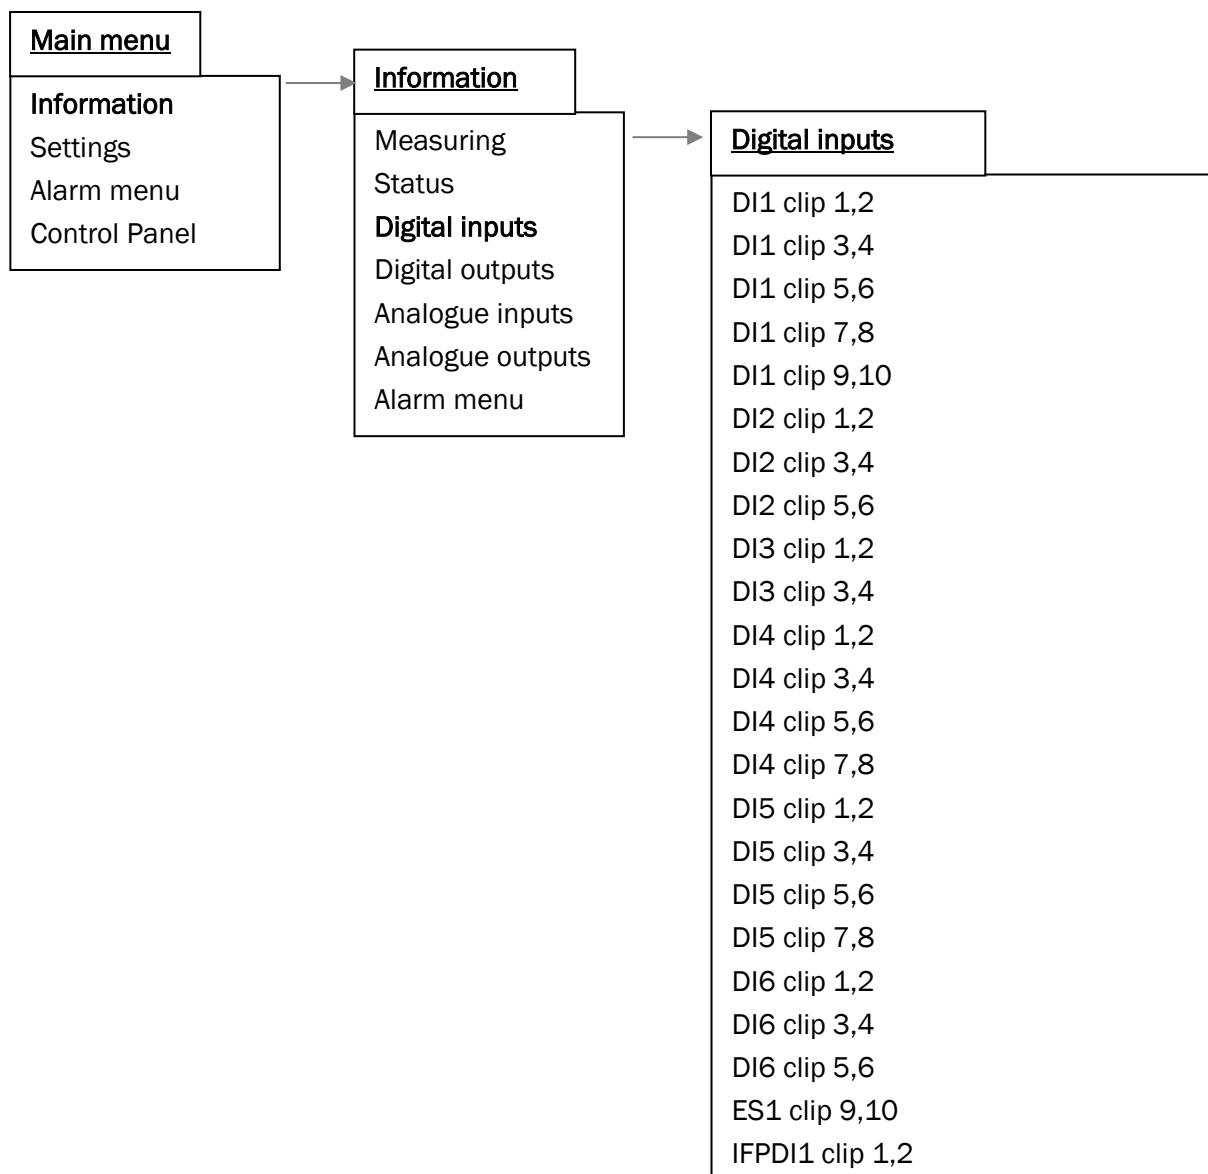 Main menu
Information
Settings
Alarm menu
Control Panel
Information
Measuring
Status
Digital inputs
Digital outputs
Analogue inputs
Analogue outputs
Alarm menu
Digital inputs
DI1 clip 1,2
DI1 clip 3,4
DI1 clip 5,6
DI1 clip 7,8
DI1 clip 9,10
DI2 clip 1,2
DI2 clip 3,4
DI2 clip 5,6
DI3 clip 1,2
DI3 clip 3,4
DI4 clip 1,2
DI4 clip 3,4
DI4 clip 5,6
DI4 clip 7,8
DI5 clip 1,2
DI5 clip 3,4
DI5 clip 5,6
DI5 clip 7,8
DI6 clip 1,2
DI6 clip 3,4
DI6 clip 5,6
ES1 clip 9,10
IFPDI1 clip 1,2